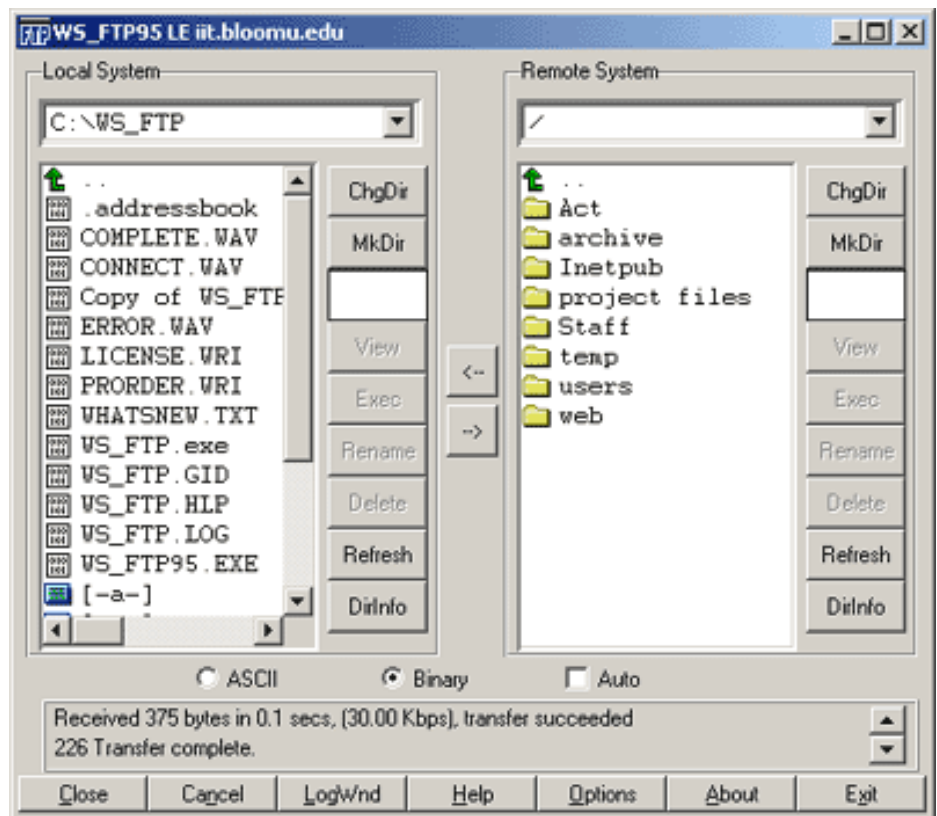 WS_FTP95 LE iit.bloomu.edu
Local System
C:\WS_FTP
..
.addressbook
COMPLETE.WAV
CONNECT.WAV
Copy of WS_FTP
ERROR.WAV
LICENSE.WRI
PRORDER.WRI
WHATSNEW.TXT
WS_FTP.exe
WS_FTP.GID
WS_FTP.HLP
WS_FTP.LOG
WS_FTP95.EXE
[-a-]
ChgDir
MkDir
View
Exec
Rename
Delete
Refresh
DirInfo
<--
-->
Remote System
/
..
Act
archive
Inetpub
project files
Staff
temp
users
web
ChgDir
MkDir
View
Exec
Rename
Delete
Refresh
DirInfo
ASCII Binary Auto
Received 375 bytes in 0.1 secs, (30.00 Kbps), transfer succeeded
226 Transfer complete.
Close Cancel LogWnd Help Options About Exit